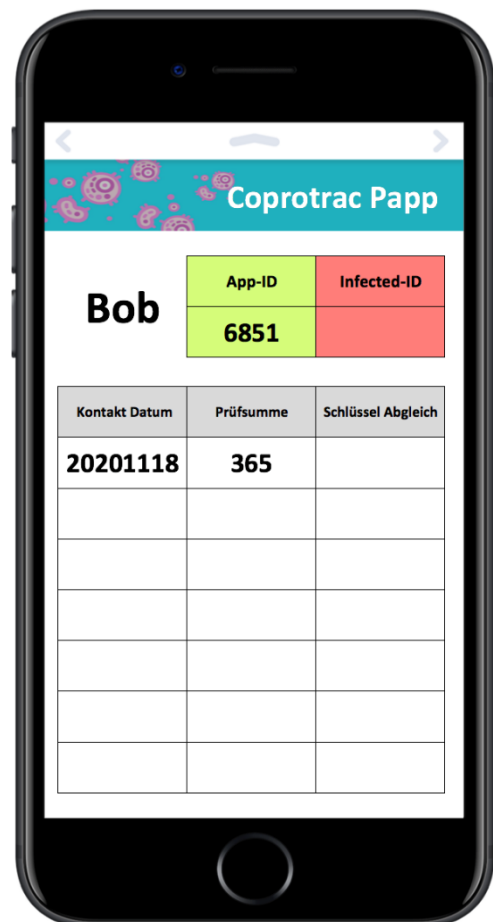 Coprotrac Papp
Bob
App-ID Infected-ID
6851
Kontakt Datum Prüfsumme Schlüssel Abgleich
20201118 365